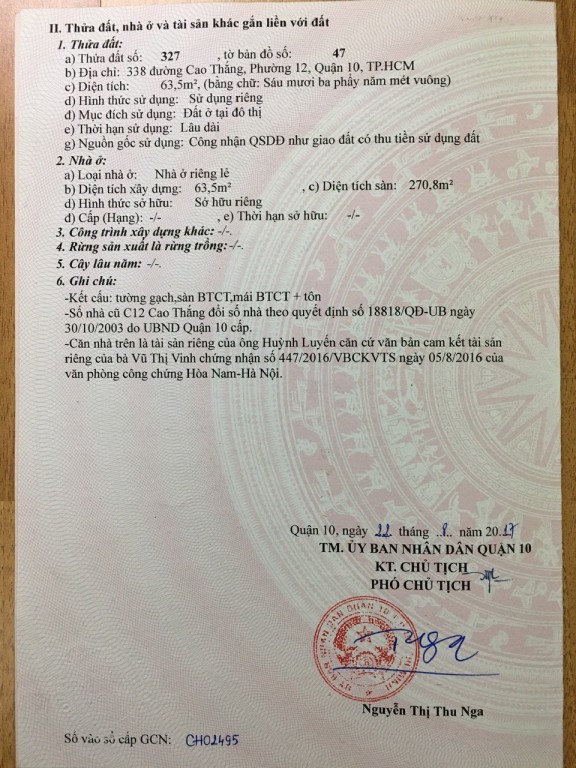 II. Thửa đất, nhà ở và tài sản khác gắn liền với đất
1. Thửa đất:
a) Thửa đất số: 327 , tờ bản đồ số: 47
b) Địa chỉ: 338 đường Cao Thắng, Phường 12, Quận 10, TP.HCM
c) Diện tích: 63,5m², (bằng chữ: Sáu mươi ba phẩy năm mét vuông)
d) Hình thức sử dụng: Sử dụng riêng
đ) Mục đích sử dụng: Đất ở tại đô thị
e) Thời hạn sử dụng: Lâu dài
g) Nguồn gốc sử dụng: Công nhận QSDĐ như giao đất có thu tiền sử dụng đất
2. Nhà ở:
a) Loại nhà ở: Nhà ở riêng lẻ
b) Diện tích xây dựng: 63,5m² , c) Diện tích sàn: 270,8m²
d) Hình thức sở hữu: Sở hữu riêng
đ) Cấp (Hạng): -/- , e) Thời hạn sở hữu: -/-
3. Công trình xây dựng khác: -/-.
4. Rừng sản xuất là rừng trồng:-/-.
5. Cây lâu năm: -/-.
6. Ghi chú:
-Kết cấu: tường gạch,sàn BTCT,mái BTCT + tôn
-Số nhà cũ C12 Cao Thắng đổi số nhà theo quyết định số 18818/QĐ-UB ngày
30/10/2003 do UBND Quận 10 cấp.
-Căn nhà trên là tài sản riêng của ông Huỳnh Luyến căn cứ văn bản cam kết tài sản
riêng của bà Vũ Thị Vinh chứng nhận số 447/2016/VBCKVTS ngày 05/8/2016 của
văn phòng công chứng Hòa Nam-Hà Nội.
Quận 10, ngày 22 tháng 8 năm 2017
TM. ỦY BAN NHÂN DÂN QUẬN 10
KT. CHỦ TỊCH
PHÓ CHỦ TỊCH
Nguyễn Thị Thu Nga
Số vào sổ cấp GCN: CH02495